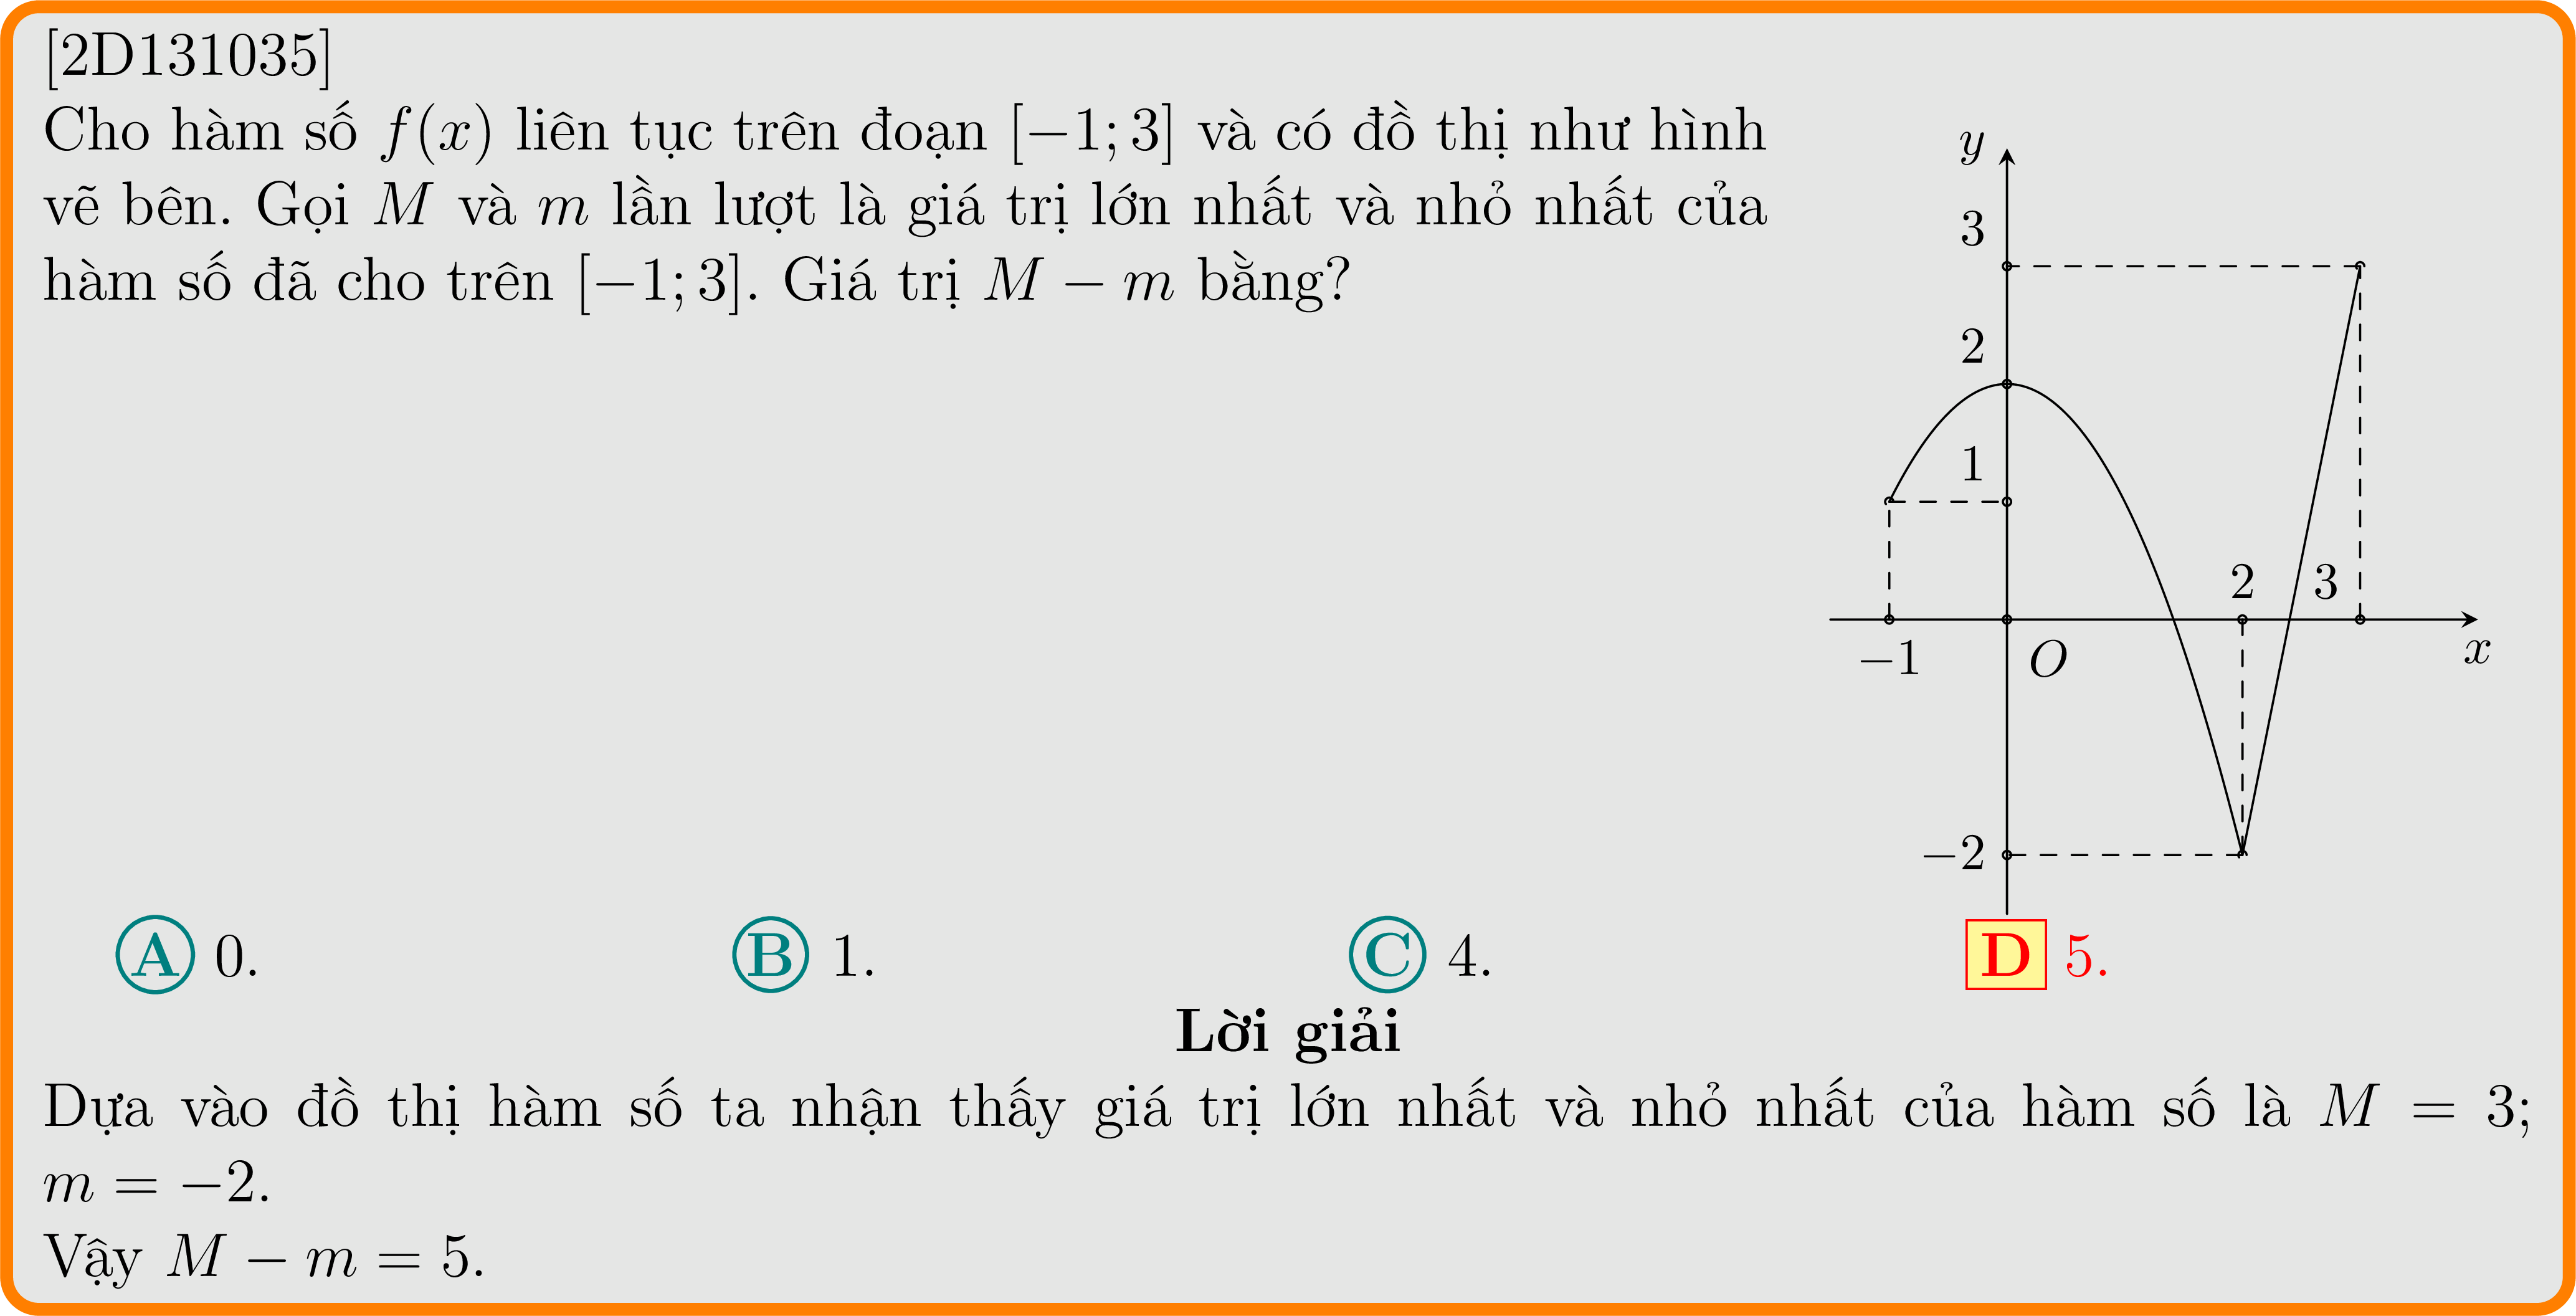 [2D131035]
Cho hàm số f(x) liên tục trên đoạn [−1; 3] và có đồ thị như hình
vẽ bên. Gọi M và m lần lượt là giá trị lớn nhất và nhỏ nhất của
hàm số đã cho trên [−1; 3]. Giá trị M − m bằng?
y
3
2
1
2 3
−1 O x
−2
A 0. B 1. C 4. D 5.
Lời giải
Dựa vào đồ thị hàm số ta nhận thấy giá trị lớn nhất và nhỏ nhất của hàm số là M = 3;
m = −2.
Vậy M − m = 5.